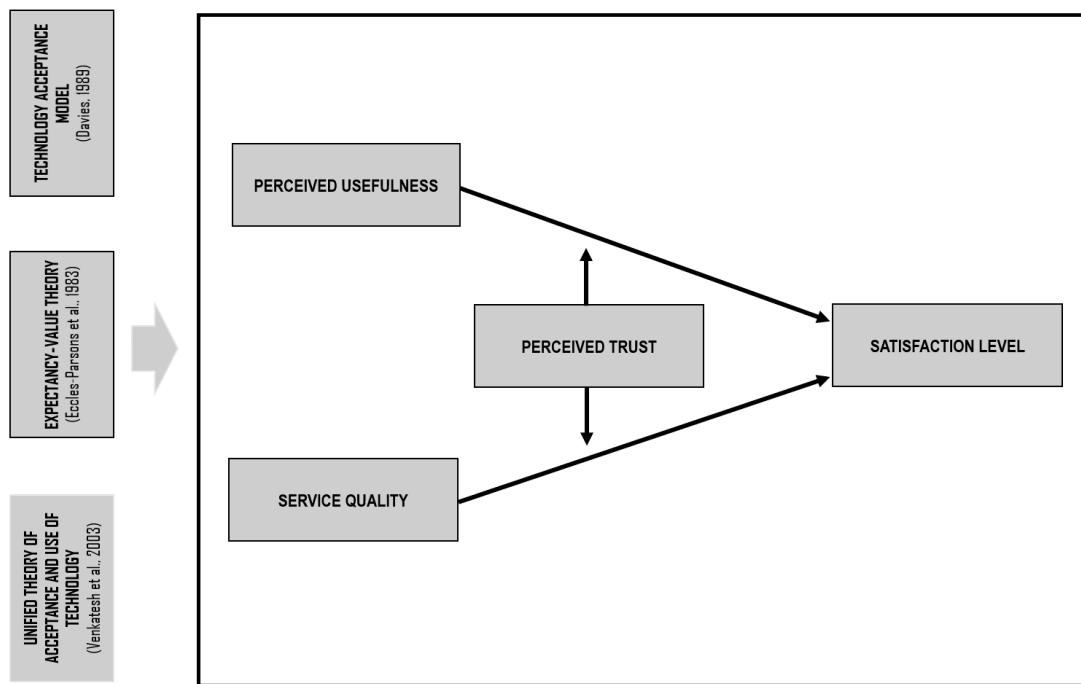 TECHNOLOGY ACCEPTANCE
MODEL
(Davies, 1989)
EXPECTANCY-VALUE THEORY
(Eccles-Parsons et al., 1983)
UNIFIED THEORY OF
ACCEPTANCE AND USE OF
TECHNOLOGY
(Venkatesh et al., 2003)
PERCEIVED USEFULNESS
PERCEIVED TRUST
SATISFACTION LEVEL
SERVICE QUALITY